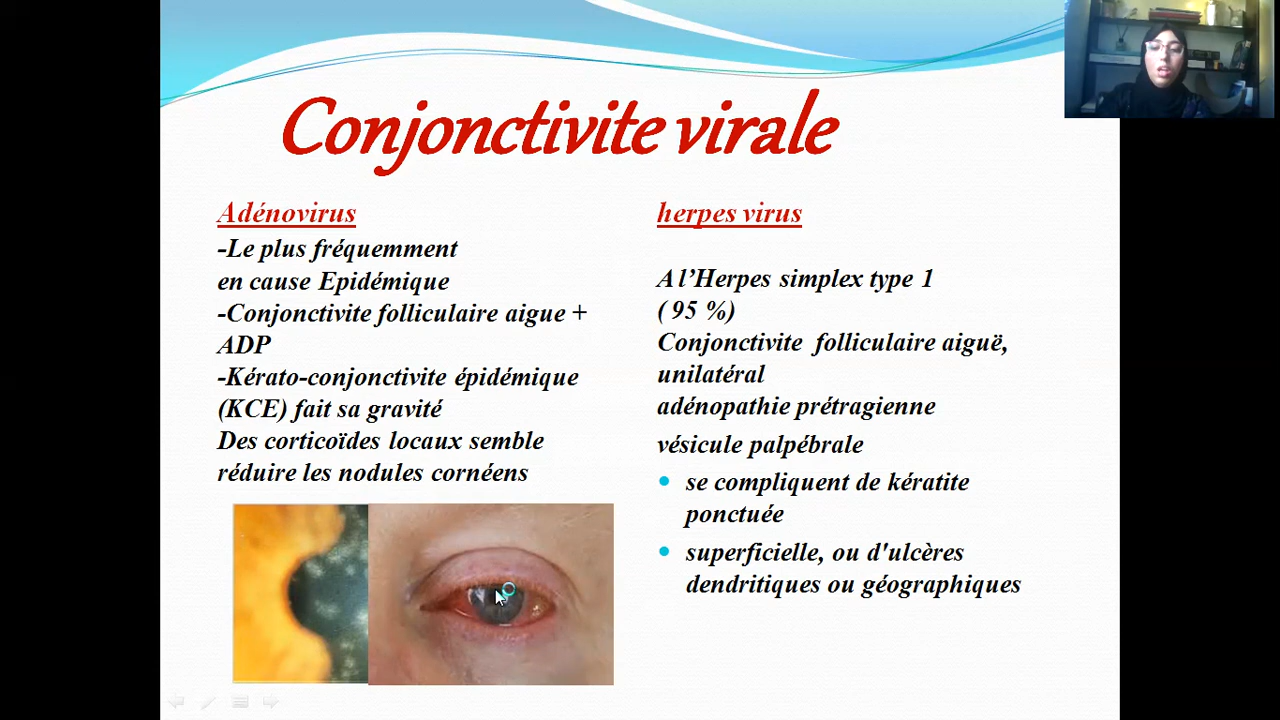 Conjonctivite virale
Adénovirus
-Le plus fréquemment
en cause Epidémique
-Conjonctivite folliculaire aigue +
ADP
-Kérato-conjonctivite épidémique
(KCE) fait sa gravité
Des corticoïdes locaux semble
réduire les nodules cornéens
herpes virus
A l’Herpes simplex type 1
( 95 %)
Conjonctivite folliculaire aiguë,
unilatéral
adénopathie prétragienne
vésicule palpébrale
se compliquent de kératite
ponctuée
superficielle, ou d'ulcères
dendritiques ou géographiques